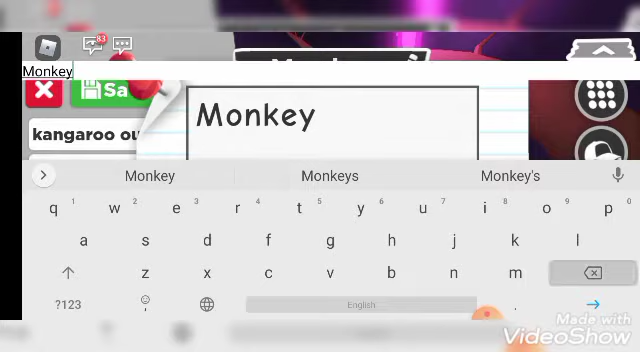 83
Monkey
Sa
Monkey
kangaroo ou
Monkey Monkeys Monkey's
q 1 w 2 e 3 r 4 t 5 y 6 u 7 i 8 o 9 p 0
a s d f g h j k l
z x c v b n m
?123 , English .
Made with
VideoShow